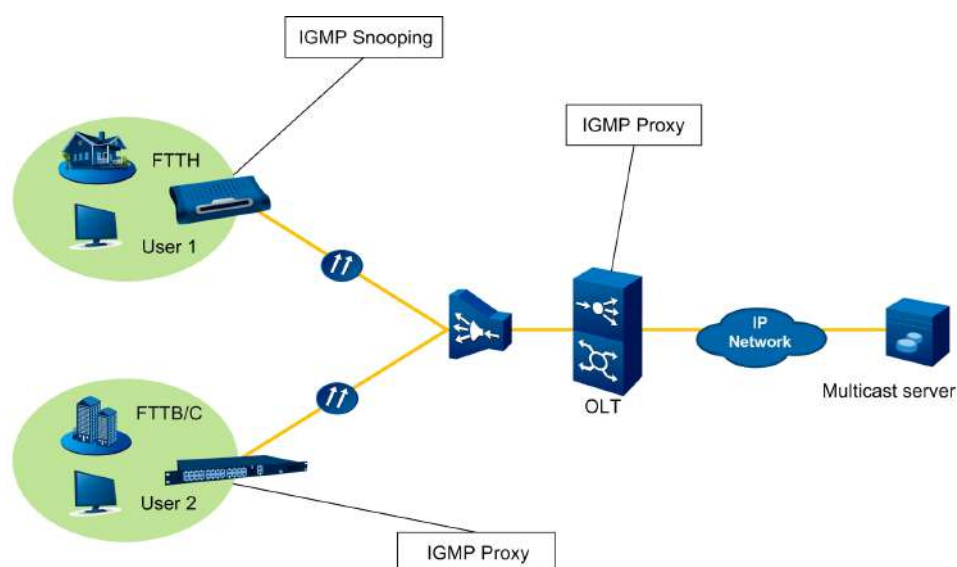 IGMP Snooping
FTTH
User 1
IGMP Proxy
IP
Network
OLT
Multicast server
FTTB/C
User 2
IGMP Proxy